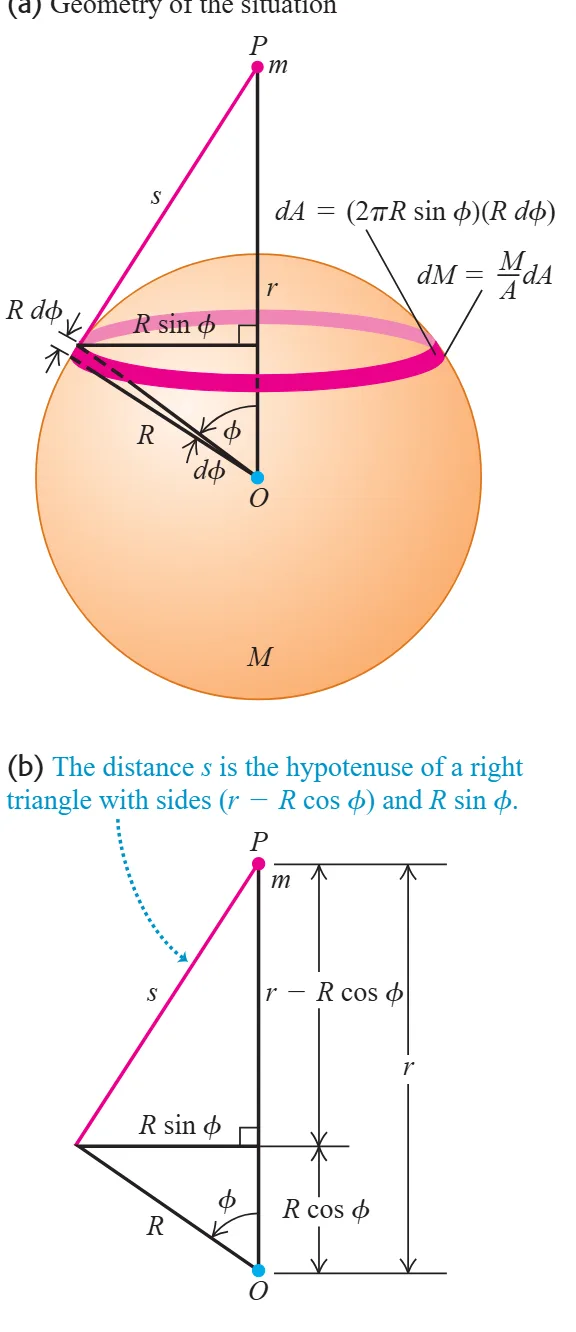 (a) Geometry of the situation
P
m
s
dA = (2πR sin ϕ)(R dϕ)
dM = M/A dA
r
R dϕ
R sin ϕ
R
ϕ
dϕ
O
M
(b) The distance s is the hypotenuse of a right
triangle with sides (r − R cos ϕ) and R sin ϕ.
P
m
s
r − R cos ϕ
r
R sin ϕ
ϕ
R cos ϕ
R
O